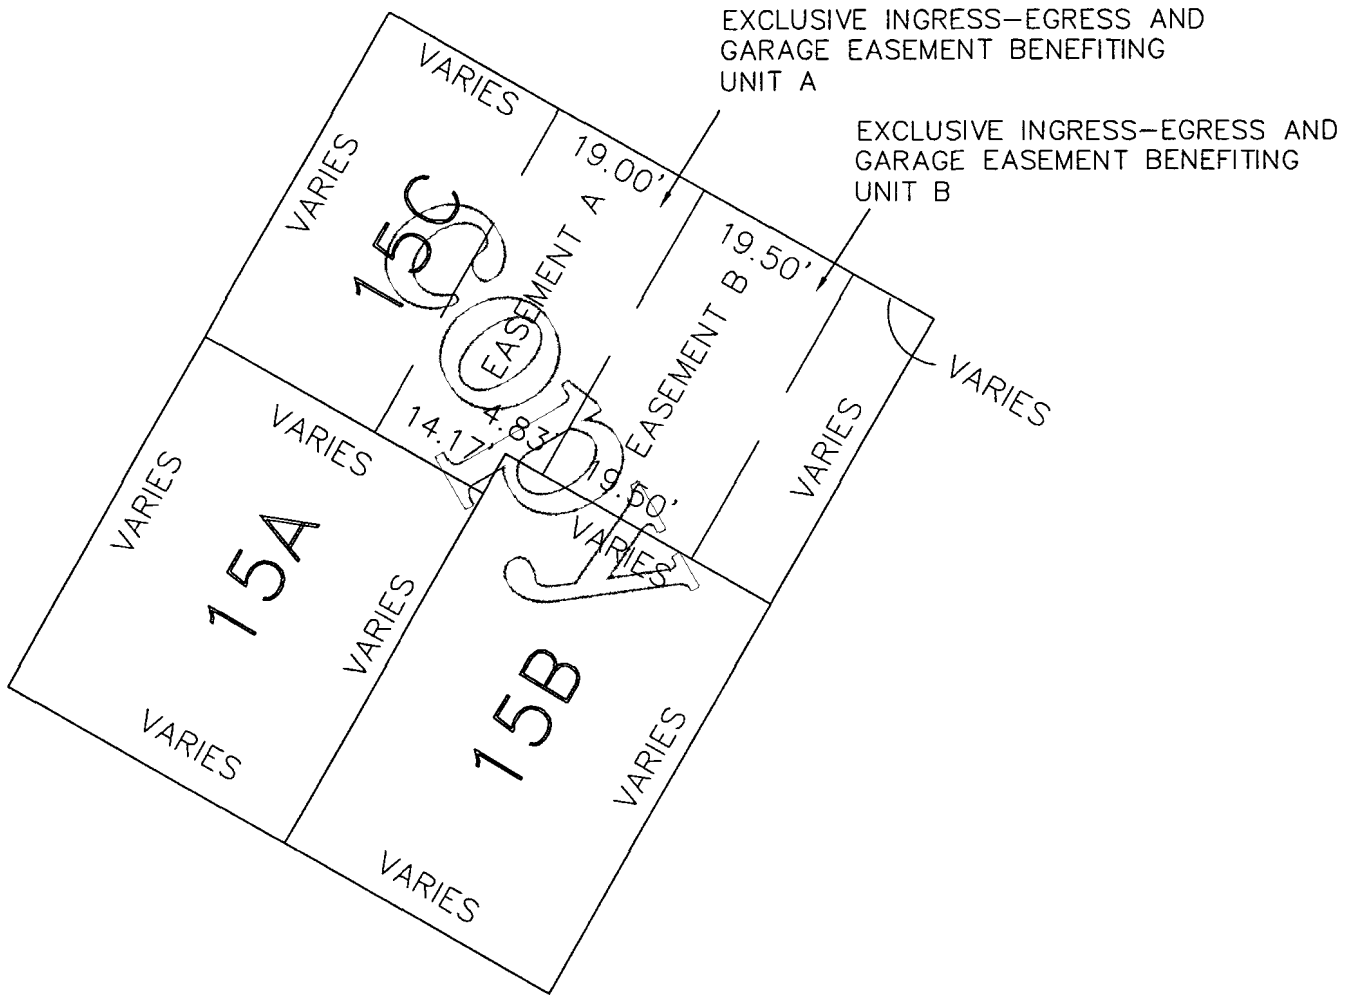 EXCLUSIVE INGRESS-EGRESS AND
GARAGE EASEMENT BENEFITING
UNIT A
EXCLUSIVE INGRESS-EGRESS AND
GARAGE EASEMENT BENEFITING
UNIT B
VARIES
19.00'
19.50'
VARIES
VARIES
15C
EASEMENT A
EASEMENT B
VARIES
14.17'
4.83'
19.50'
VARIES
VARIES
VARIES
15A
VARIES
VARIES
15B
VARIES
VARIES
VARIES
Copy